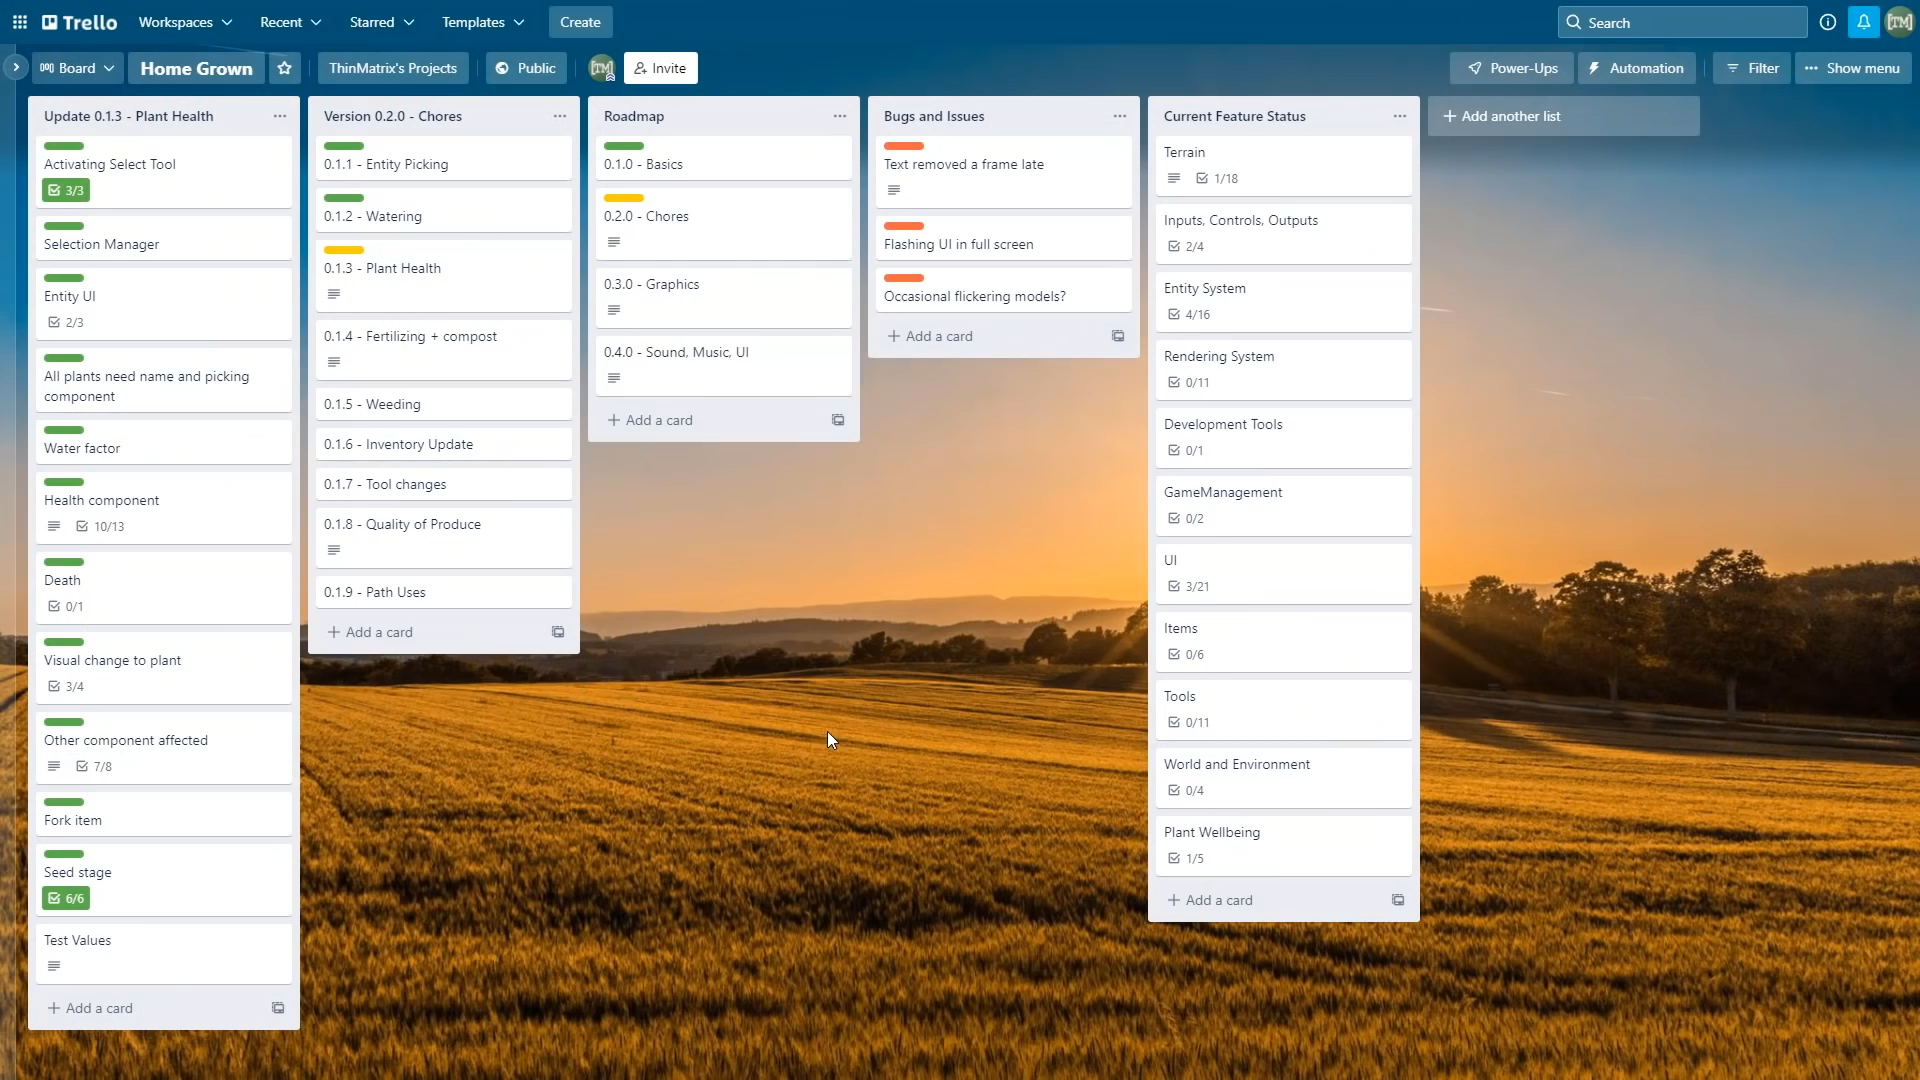 Trello
Workspaces
Recent
Starred
Templates
Create
Search
[TM]
Board
Home Grown
ThinMatrix's Projects
Public
[TM]
Invite
Power-Ups
Automation
Filter
Show menu
Update 0.1.3 - Plant Health
Activating Select Tool
3/3
Selection Manager
Entity UI
2/3
All plants need name and picking
component
Water factor
Health component
10/13
Death
0/1
Visual change to plant
3/4
Other component affected
7/8
Fork item
Seed stage
6/6
Test Values
+ Add a card
Version 0.2.0 - Chores
0.1.1 - Entity Picking
0.1.2 - Watering
0.1.3 - Plant Health
0.1.4 - Fertilizing + compost
0.1.5 - Weeding
0.1.6 - Inventory Update
0.1.7 - Tool changes
0.1.8 - Quality of Produce
0.1.9 - Path Uses
+ Add a card
Roadmap
0.1.0 - Basics
0.2.0 - Chores
0.3.0 - Graphics
0.4.0 - Sound, Music, UI
+ Add a card
Bugs and Issues
Text removed a frame late
Flashing UI in full screen
Occasional flickering models?
+ Add a card
Current Feature Status
Terrain
1/18
Inputs, Controls, Outputs
2/4
Entity System
4/16
Rendering System
0/11
Development Tools
0/1
GameManagement
0/2
UI
3/21
Items
0/6
Tools
0/11
World and Environment
0/4
Plant Wellbeing
1/5
+ Add a card
+ Add another list